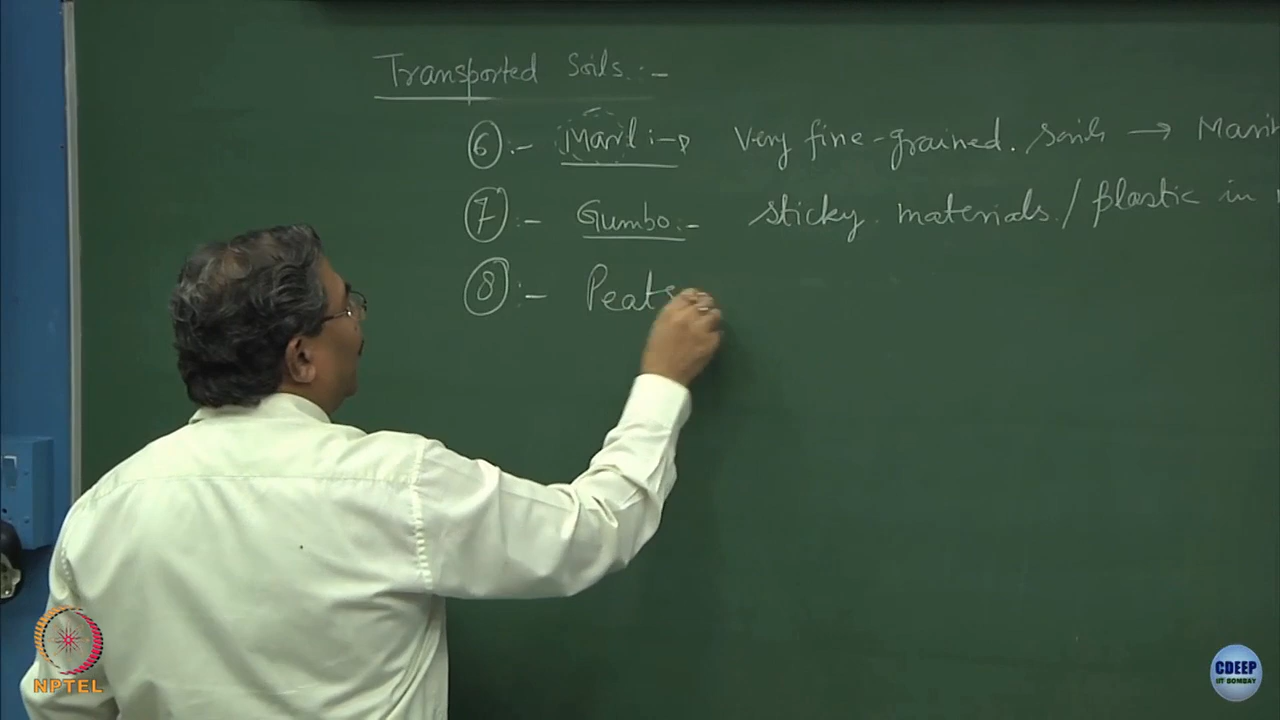 Transported Soils :-
⑥ :- Marl :-> Very fine-grained. Soils → Mari
⑦ :- Gumbo :- sticky materials / plastic in
⑧ :- Peats
NPTEL
CDEEP
IIT BOMBAY